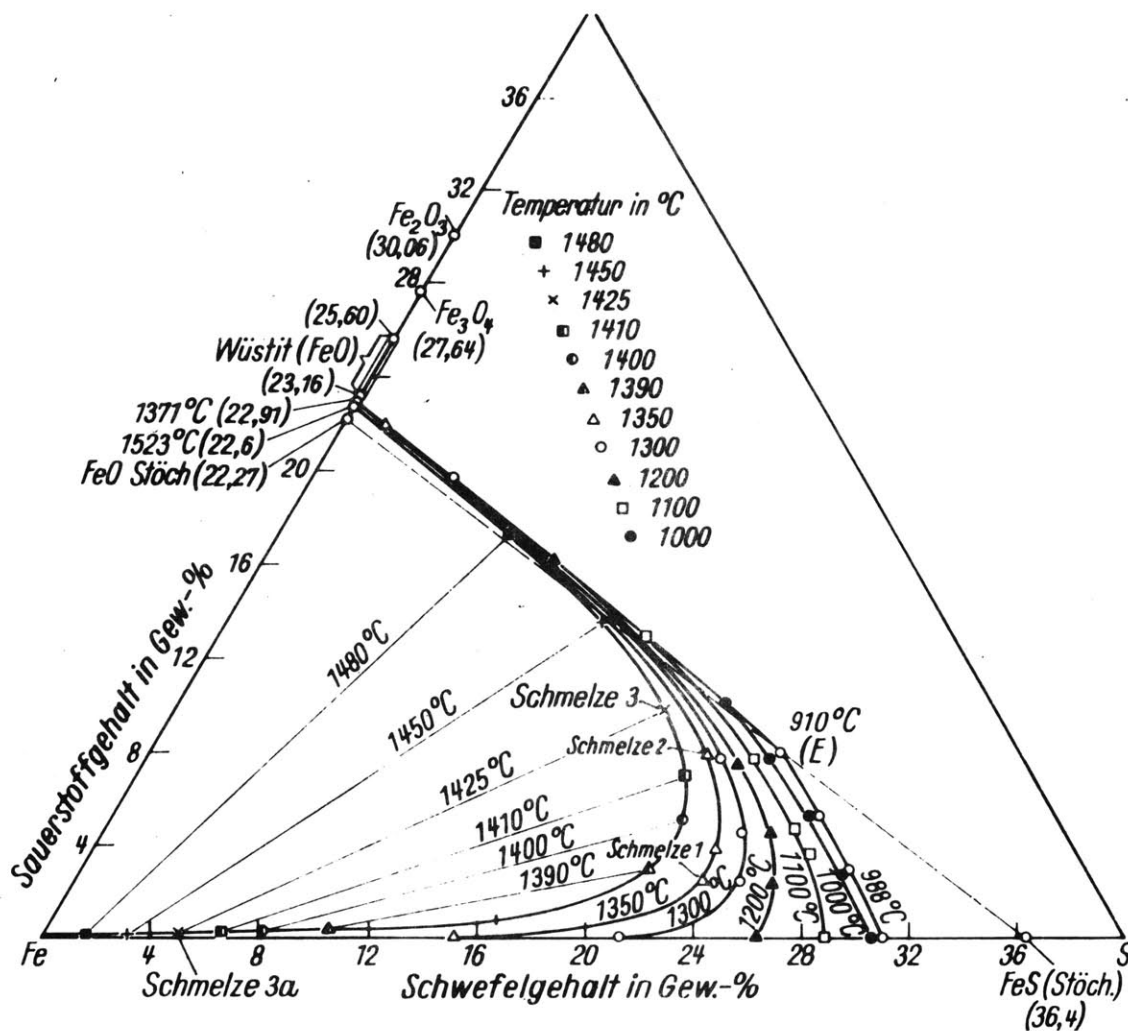 36
32
Temperatur in °C
Fe₂O₃
(30,06)
1480
1450
28
1425
Fe₃O₄
(27,64)
(25,60)
1410
Wüstit (FeO)
1400
(23,16)
1390
1371°C (22,91)
1350
1523°C (22,6)
1300
FeO Stöch (22,27)
20
1200
1100
1000
16
1480°C
12
Schmelze 3
910°C
(E)
1450°C
Schmelze 2
8
1425°C
1410°C
4
1400°C
Schmelze 1
1390°C
1350°C
1300°C
1200°C
1100°C
1000°C
988°C
Sauerstoffgehalt in Gew.-%
Fe
4
8
12
16
20
24
28
32
36
S
Schmelze 3a
Schwefelgehalt in Gew.-%
FeS (Stöch.)
(36,4)